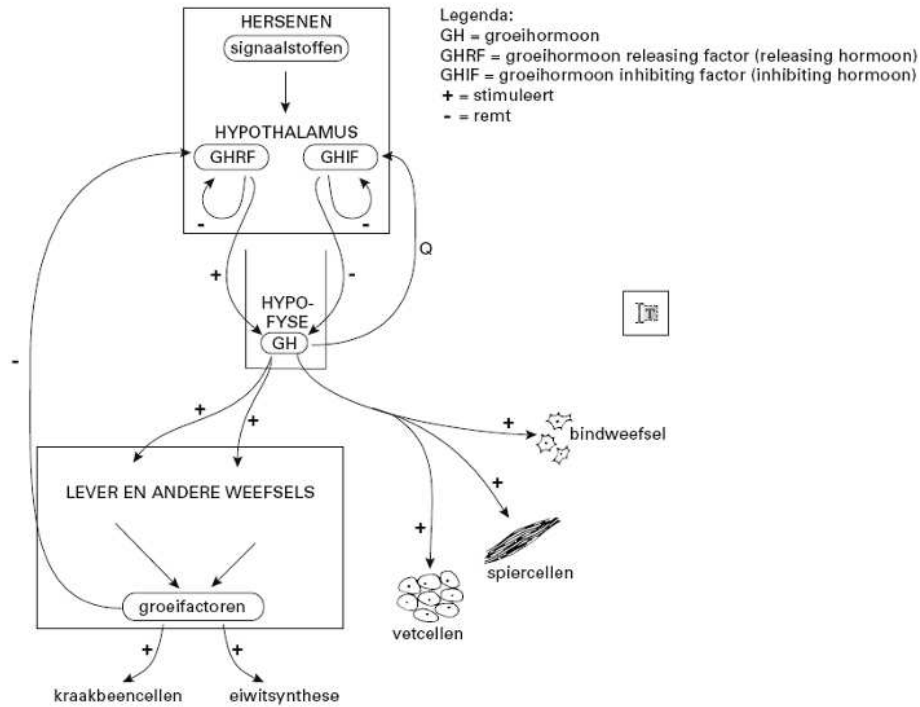 HERSENEN
signaalstoffen
HYPOTHALAMUS
GHRF
GHIF
-
-
+
-
Q
HYPO-
FYSE
GH
-
+
+
+
bindweefsel
+
LEVER EN ANDERE WEEFSELS
+
spiercellen
groeifactoren
vetcellen
+
+
kraakbeencellen
eiwitsynthese
Legenda:
GH = groeihormoon
GHRF = groeihormoon releasing factor (releasing hormoon)
GHIF = groeihormoon inhibiting factor (inhibiting hormoon)
+ = stimuleert
- = remt
T